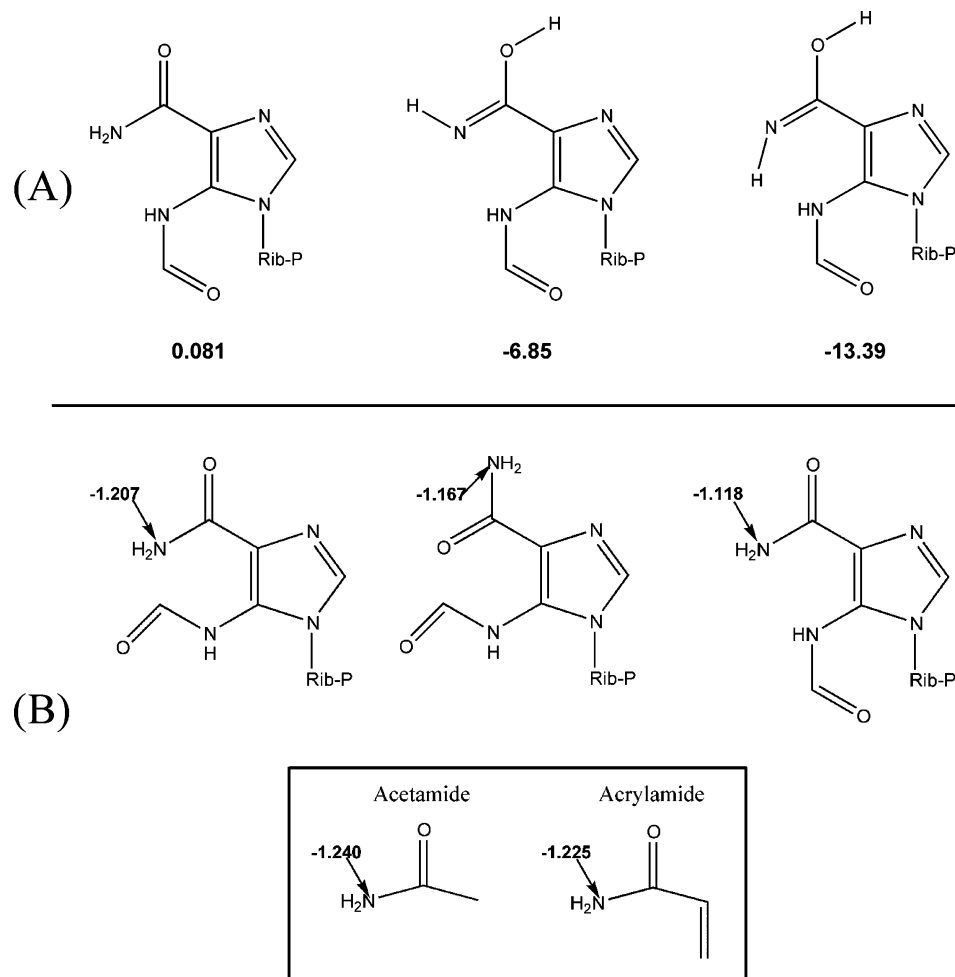 (A)
O
H2N
N
N
HN
O
Rib-P
0.081
H
O
H
N
N
N
HN
O
Rib-P
-6.85
H
O
N
H
N
N
HN
O
Rib-P
-13.39
(B)
O
-1.207
H2N
N
N
N
H
O
Rib-P
NH2
-1.167
O
N
N
N
H
O
Rib-P
O
-1.118
H2N
N
N
HN
O
Rib-P
Acetamide
O
-1.240
H2N
Acrylamide
O
-1.225
H2N